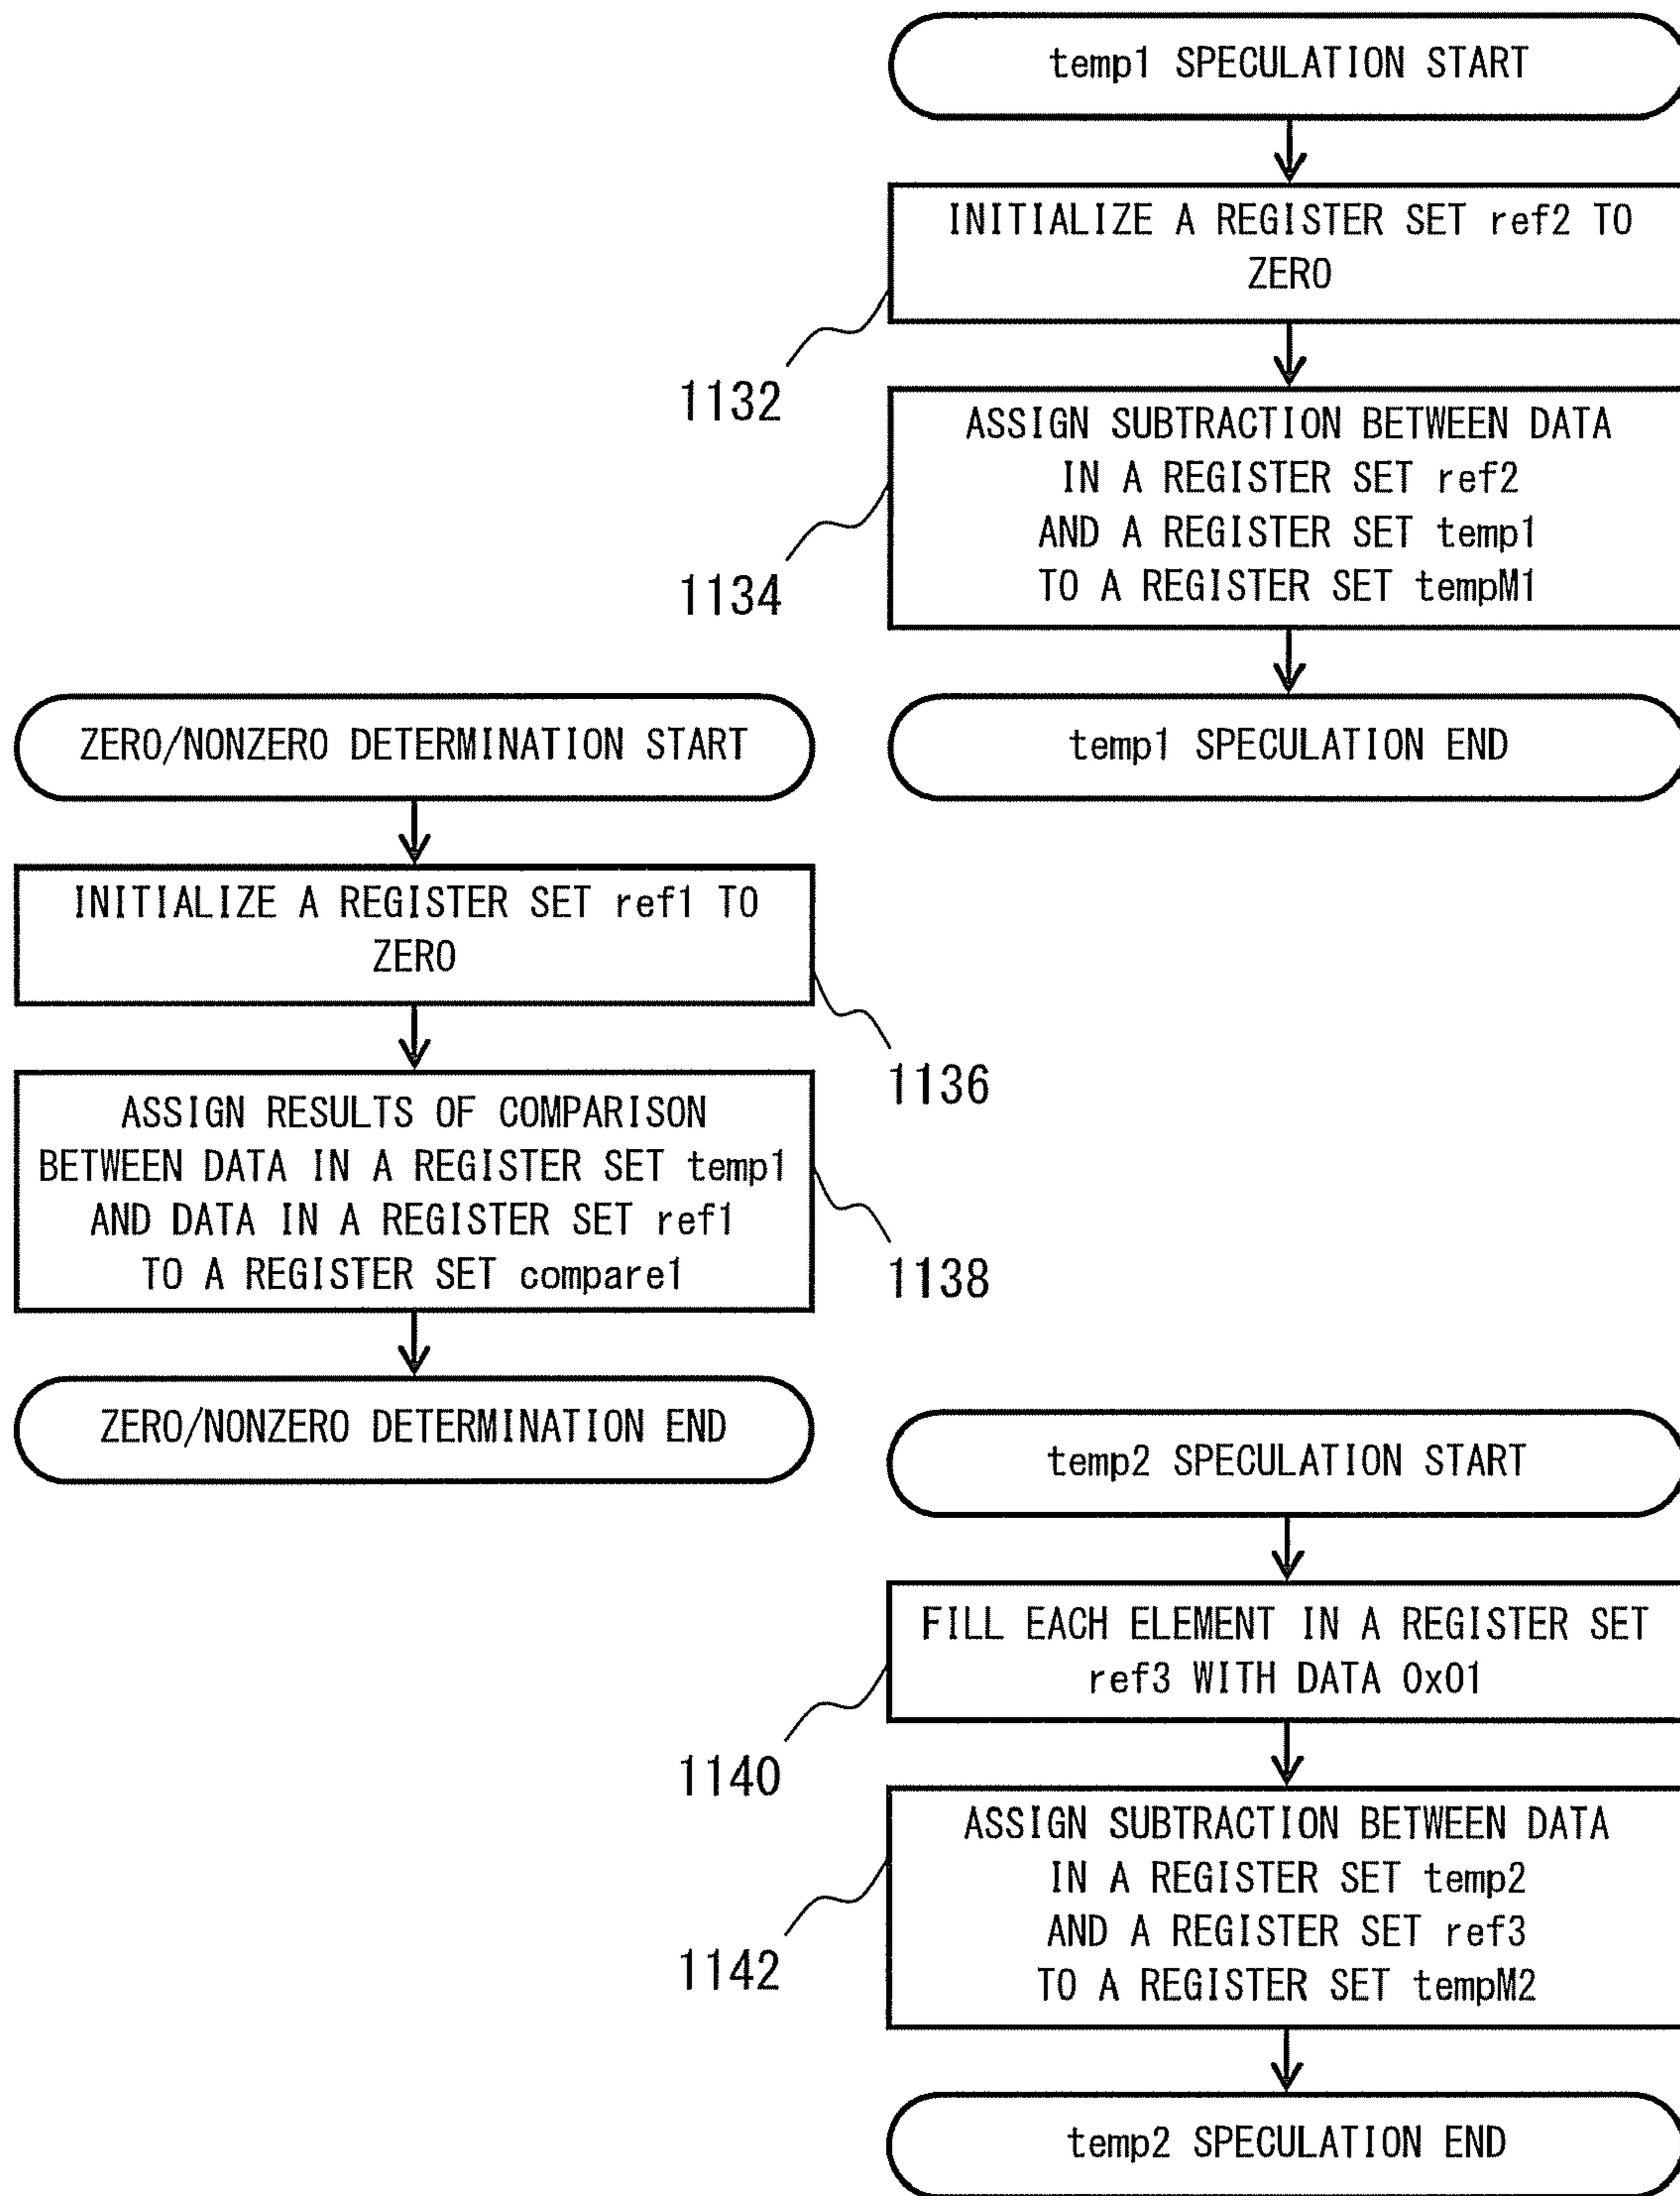 temp1 SPECULATION START
INITIALIZE A REGISTER SET ref2 TO
ZERO
1132
ASSIGN SUBTRACTION BETWEEN DATA
IN A REGISTER SET ref2
AND A REGISTER SET temp1
TO A REGISTER SET tempM1
1134
temp1 SPECULATION END
ZERO/NONZERO DETERMINATION START
INITIALIZE A REGISTER SET ref1 TO
ZERO
1136
ASSIGN RESULTS OF COMPARISON
BETWEEN DATA IN A REGISTER SET temp1
AND DATA IN A REGISTER SET ref1
TO A REGISTER SET compare1
1138
ZERO/NONZERO DETERMINATION END
temp2 SPECULATION START
FILL EACH ELEMENT IN A REGISTER SET
ref3 WITH DATA 0x01
1140
ASSIGN SUBTRACTION BETWEEN DATA
IN A REGISTER SET temp2
AND A REGISTER SET ref3
TO A REGISTER SET tempM2
1142
temp2 SPECULATION END